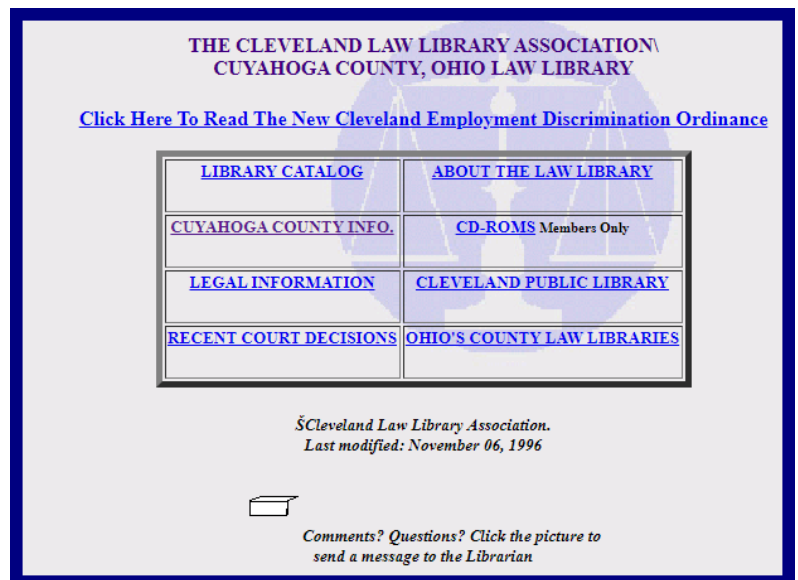 THE CLEVELAND LAW LIBRARY ASSOCIATION\
CUYAHOGA COUNTY, OHIO LAW LIBRARY
Click Here To Read The New Cleveland Employment Discrimination Ordinance
LIBRARY CATALOG ABOUT THE LAW LIBRARY
CUYAHOGA COUNTY INFO. CD-ROMS Members Only
LEGAL INFORMATION CLEVELAND PUBLIC LIBRARY
RECENT COURT DECISIONS OHIO'S COUNTY LAW LIBRARIES
ŠCleveland Law Library Association.
Last modified: November 06, 1996
Comments? Questions? Click the picture to
send a message to the Librarian